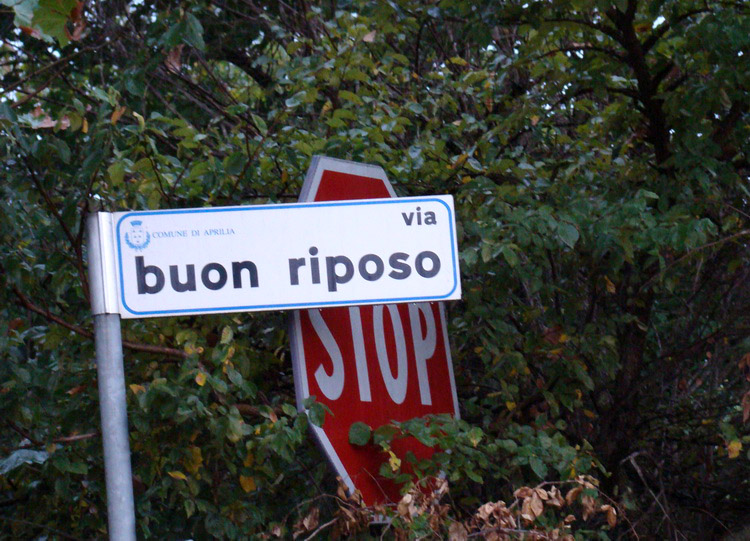 via
COMUNE DI APRILIA
buon riposo
STOP